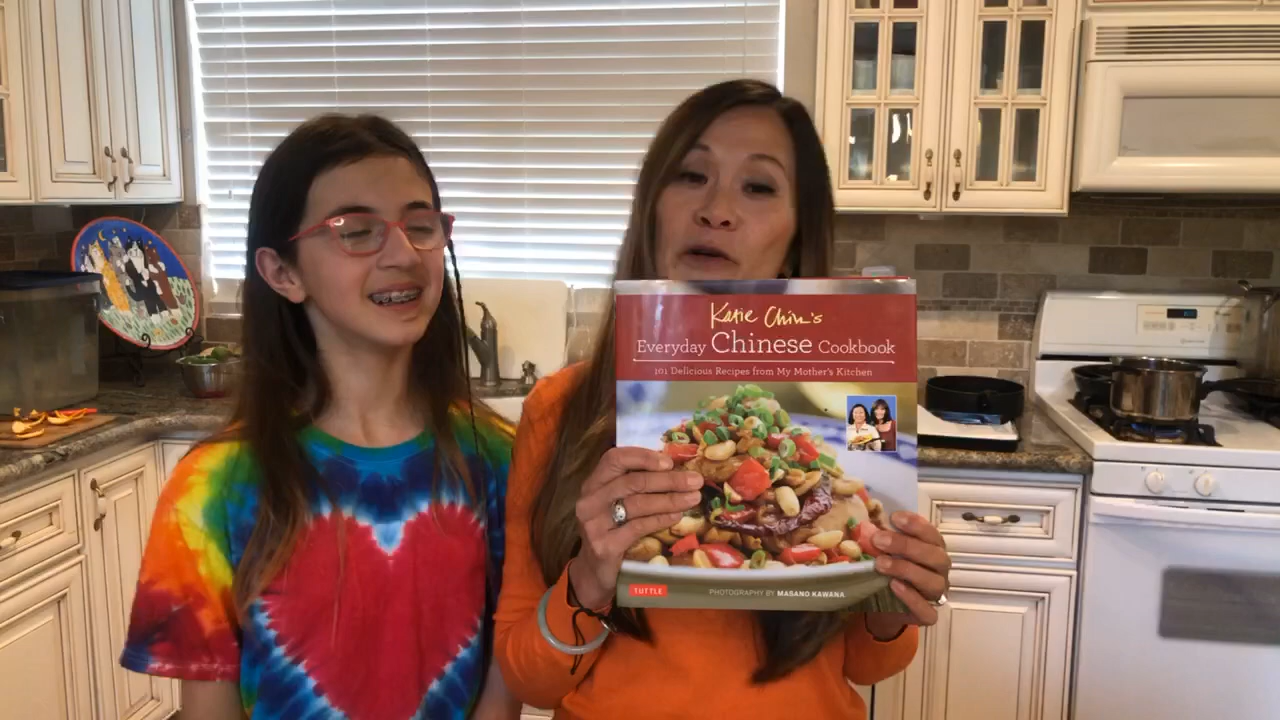 Katie Chin's
Everyday Chinese Cookbook
101 Delicious Recipes from My Mother's Kitchen
TUTTLE
PHOTOGRAPHY BY MASANO KAWANA